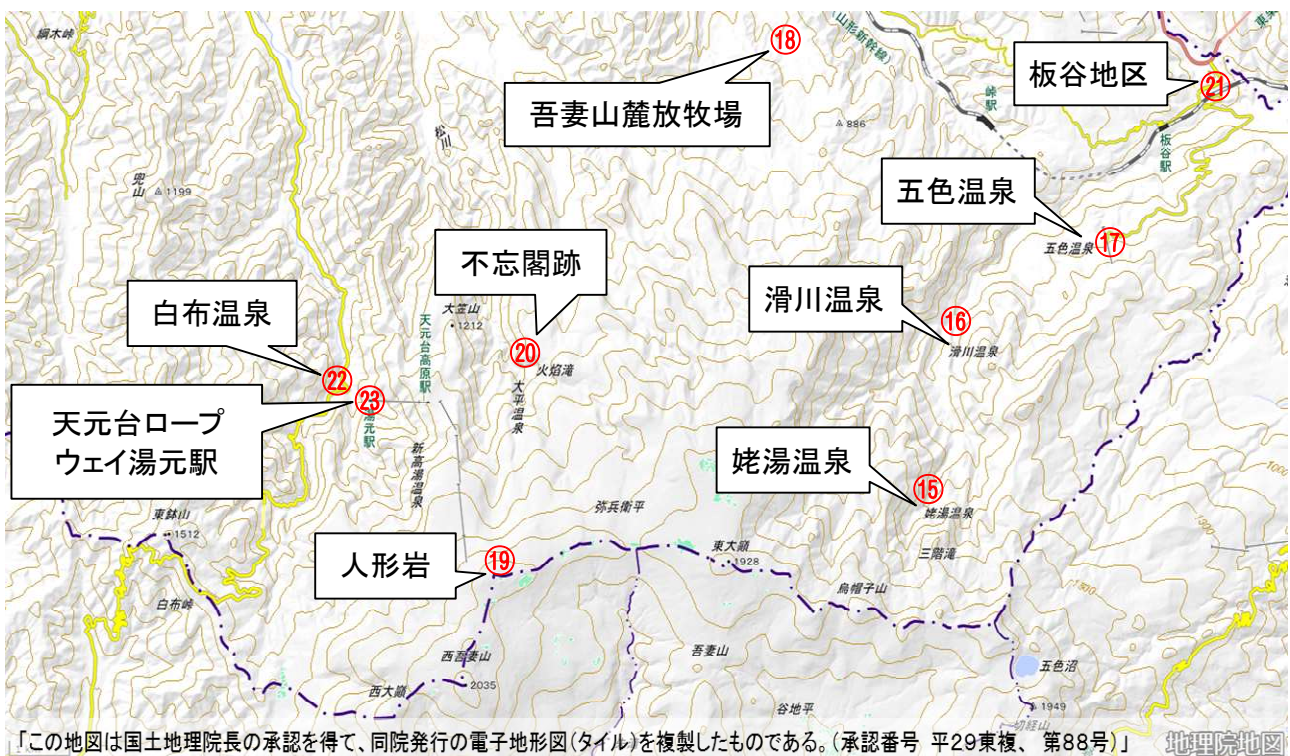 綱木峠
(山形新幹線)
⑱
吾妻山麓放牧場
板谷地区
㉑
峠駅
板谷駅
886
松川
兜山
1199
五色温泉
五色温泉
⑰
不忘閣跡
滑川温泉
⑯
滑川温泉
白布温泉
大笠山
1212
天元台高原駅
⑳
火焰滝
大平温泉
㉒
㉓
湯元駅
天元台ロープ
ウェイ湯元駅
新高湯温泉
姥湯温泉
⑮
姥湯温泉
三階滝
弥兵衛平
東鉢山
1512
人形岩
⑲
東大巓
1928
烏帽子山
白布峠
1000
1300
1500
西吾妻山
2035
西大巓
吾妻山
谷地平
五色沼
1949
一切経山
「この地図は国土地理院長の承認を得て、同院発行の電子地形図(タイル)を複製したものである。(承認番号 平29東複、 第88号)」
地理院地図